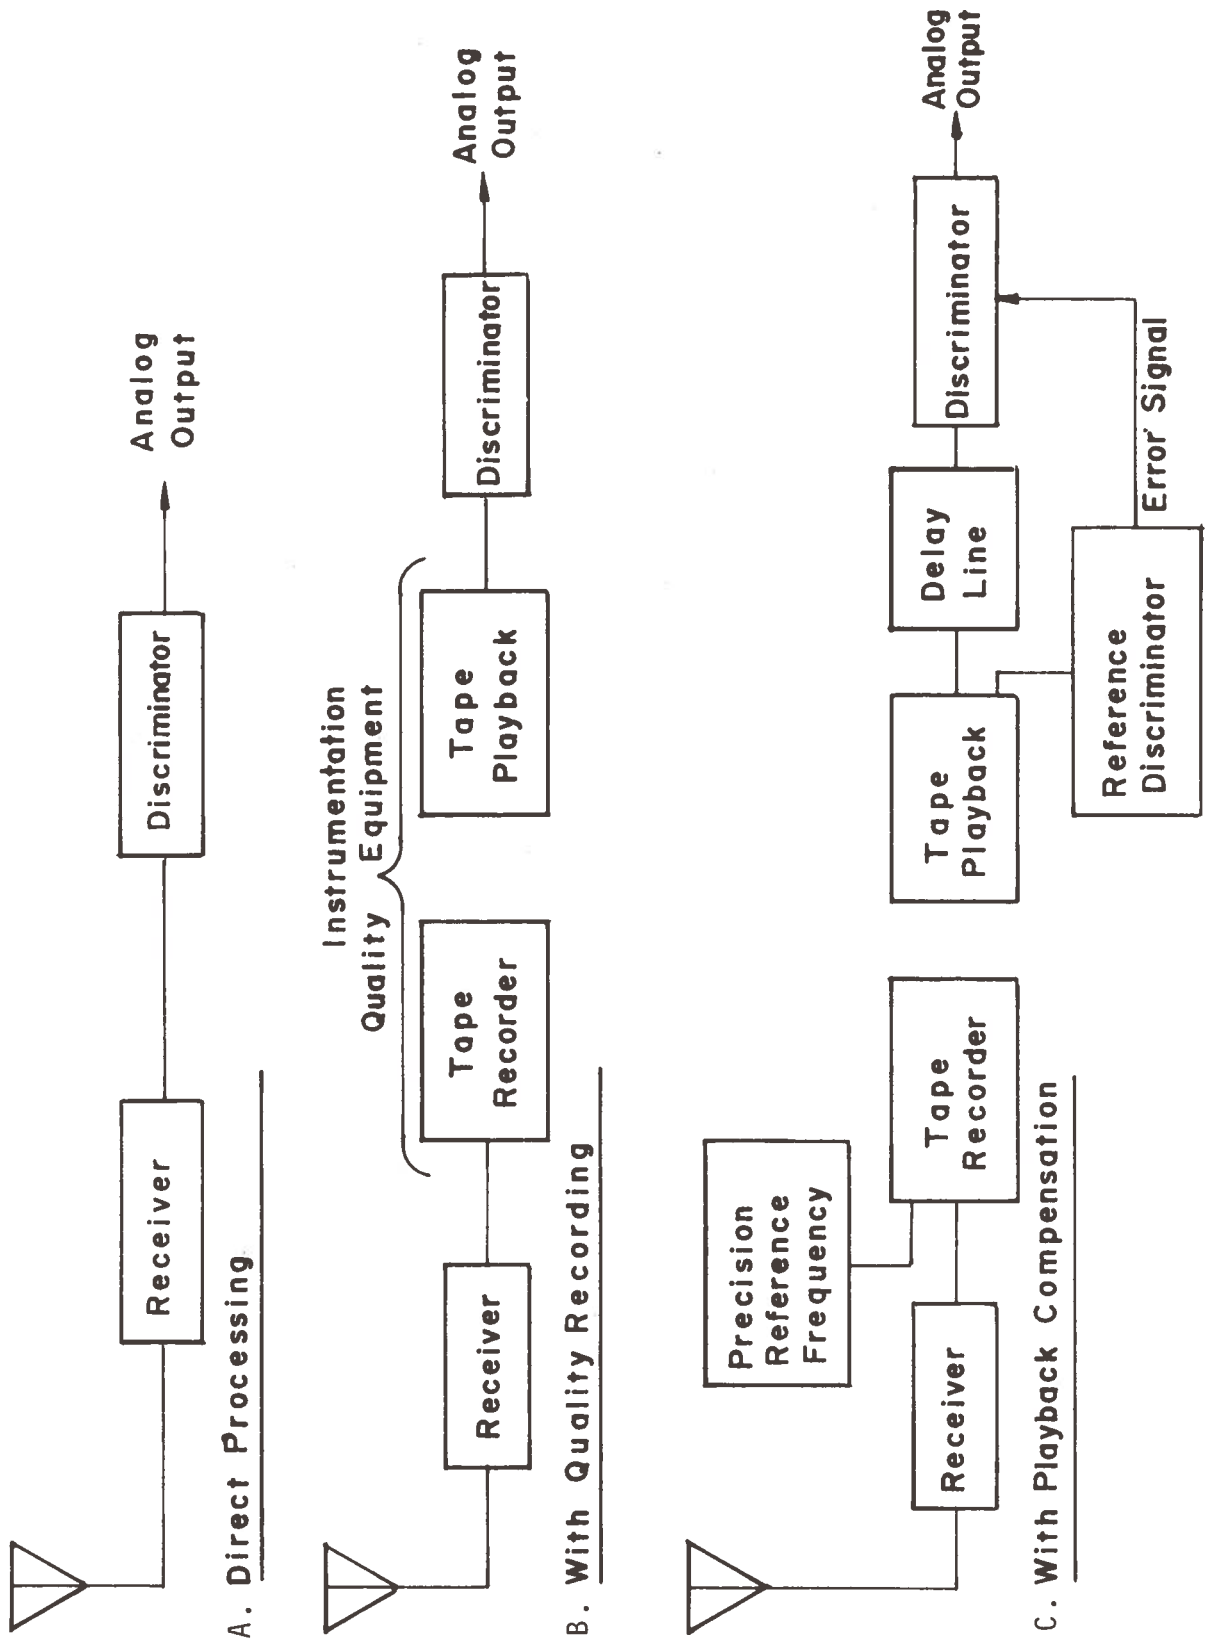 Receiver
Discriminator
Analog
Output
A. Direct Processing
Instrumentation
Quality Equipment
Receiver
Tape
Recorder
Tape
Playback
Discriminator
Analog
Output
B. With Quality Recording
Precision
Reference
Frequency
Receiver
Tape
Recorder
Tape
Playback
Delay
Line
Discriminator
Analog
Output
Reference
Discriminator
Error Signal
C. With Playback Compensation